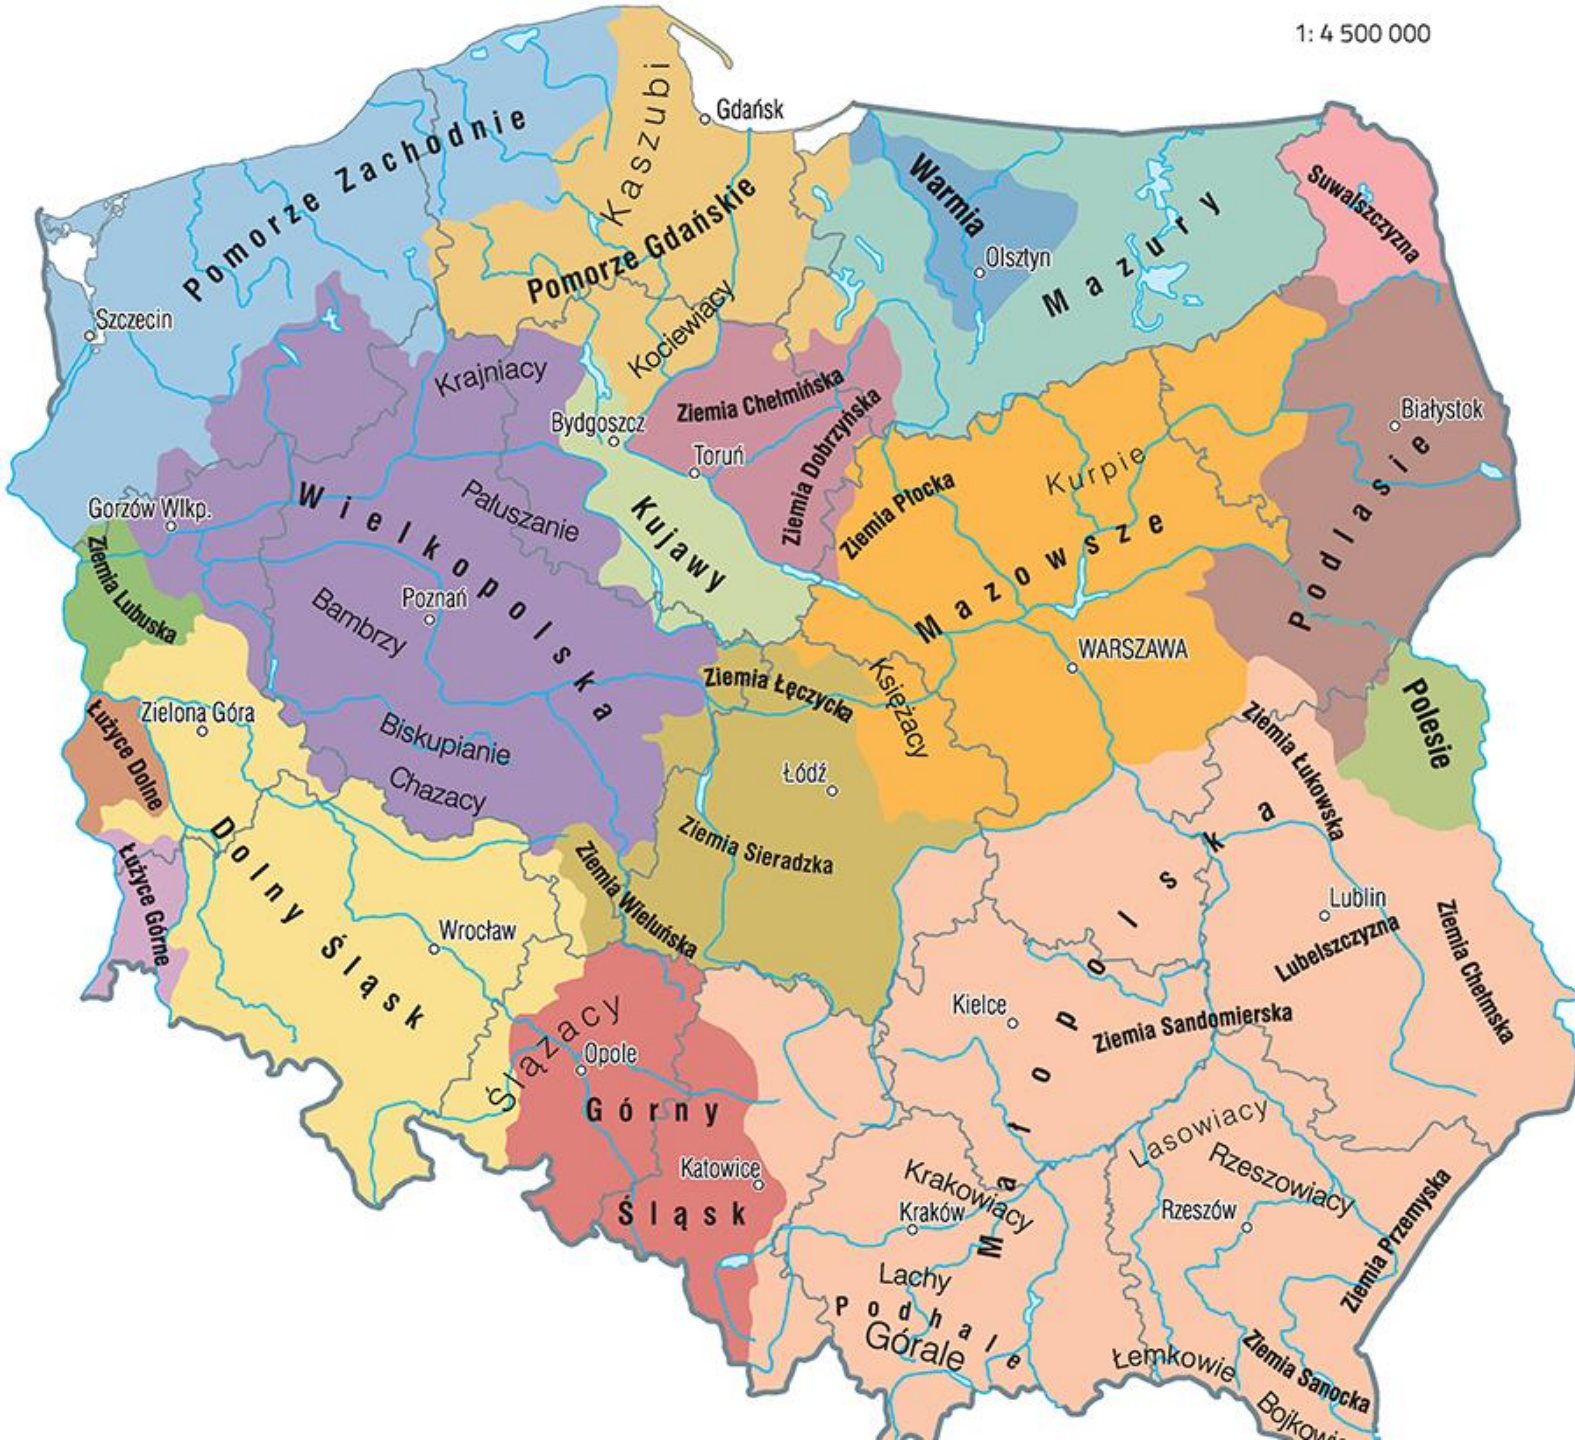 1: 4 500 000
Kaszubi
Gdańsk
Pomorze Zachodnie
Warmia
Suwalszczyzna
Pomorze Gdańskie
Mazury
Olsztyn
Szczecin
Kociewiacy
Krajniacy
Ziemia Chełmińska
Bydgoszcz
Białystok
Toruń
Ziemia Dobrzyńska
Kurpie
Ziemia Płocka
Wielkopolska
Pałuszanie
Kujawy
Gorzów Wlkp.
Podlasie
Mazowsze
Ziemia Lubuska
Poznań
Bambrzy
WARSZAWA
Ziemia Łęczycka
Księżacy
Polesie
Łużyce Dolne
Zielona Góra
Biskupianie
Ziemia Łukowska
Chazacy
Łódź
Dolny Śląsk
Ziemia Sieradzka
Małopolska
Łużyce Górne
Ziemia Wieluńska
Wrocław
Lublin
Lubelszczyzna
Ziemia Chełmska
Kielce
Ziemia Sandomierska
Ślązacy
Opole
Górny
Śląsk
Katowice
Lasowiacy
Krakowiacy
Kraków
Rzeszowiacy
Rzeszów
Ziemia Przemyska
Lachy
Podhale
Górale
Łemkowie
Ziemia Sanocka